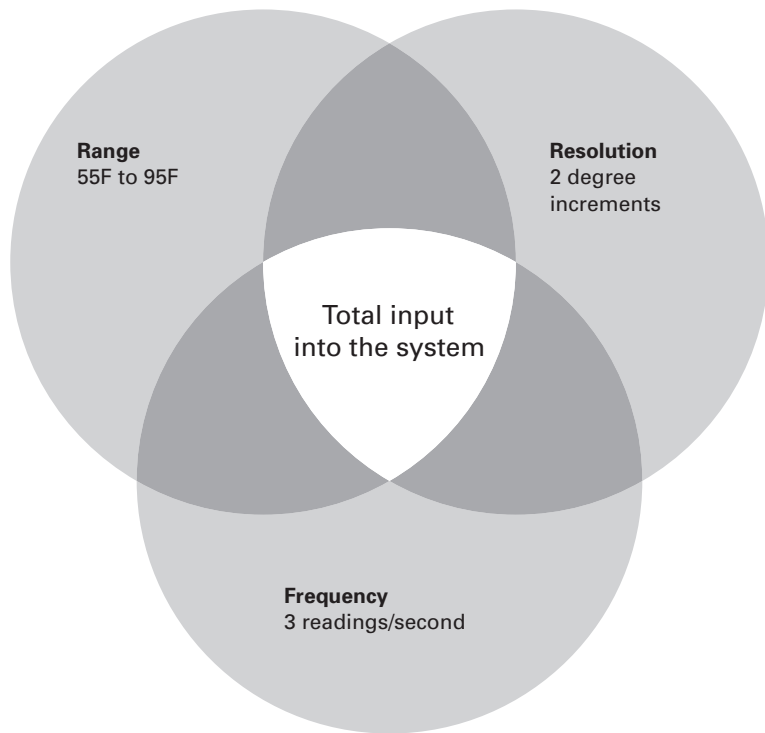 Range
55F to 95F
Resolution
2 degree
increments
Total input
into the system
Frequency
3 readings/second